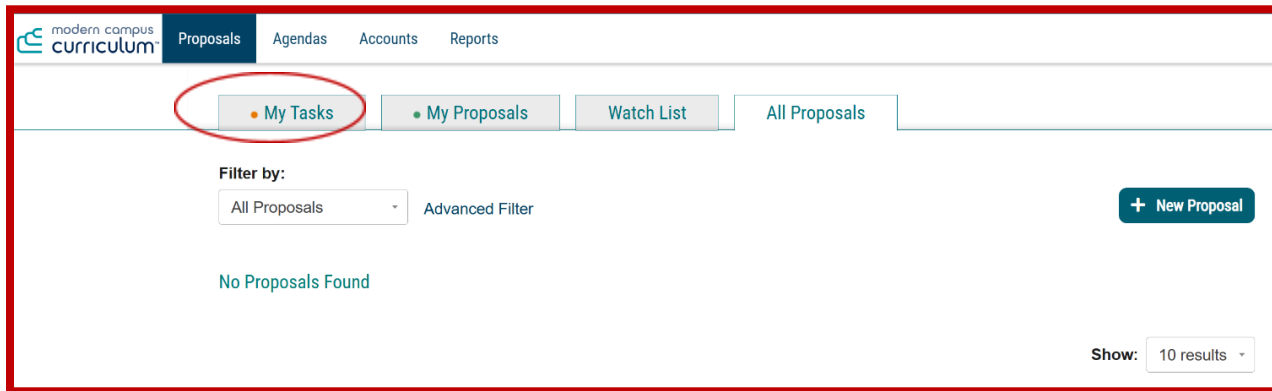 modern campus
curriculum™
Proposals Agendas Accounts Reports
My Tasks My Proposals Watch List All Proposals
Filter by:
All Proposals Advanced Filter
+ New Proposal
No Proposals Found
Show: 10 results